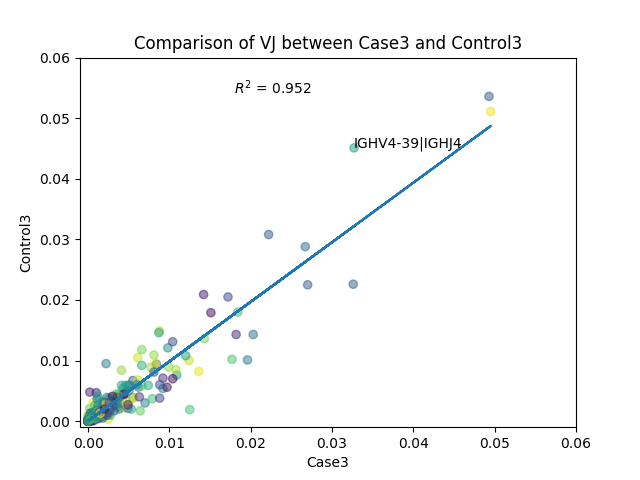 Comparison of VJ between Case3 and Control3
0.06
R² = 0.952
0.05
IGHV4-39|IGHJ4
0.04
0.03
0.02
0.01
0.00
Control3
0.00 0.01 0.02 0.03 0.04 0.05 0.06
Case3